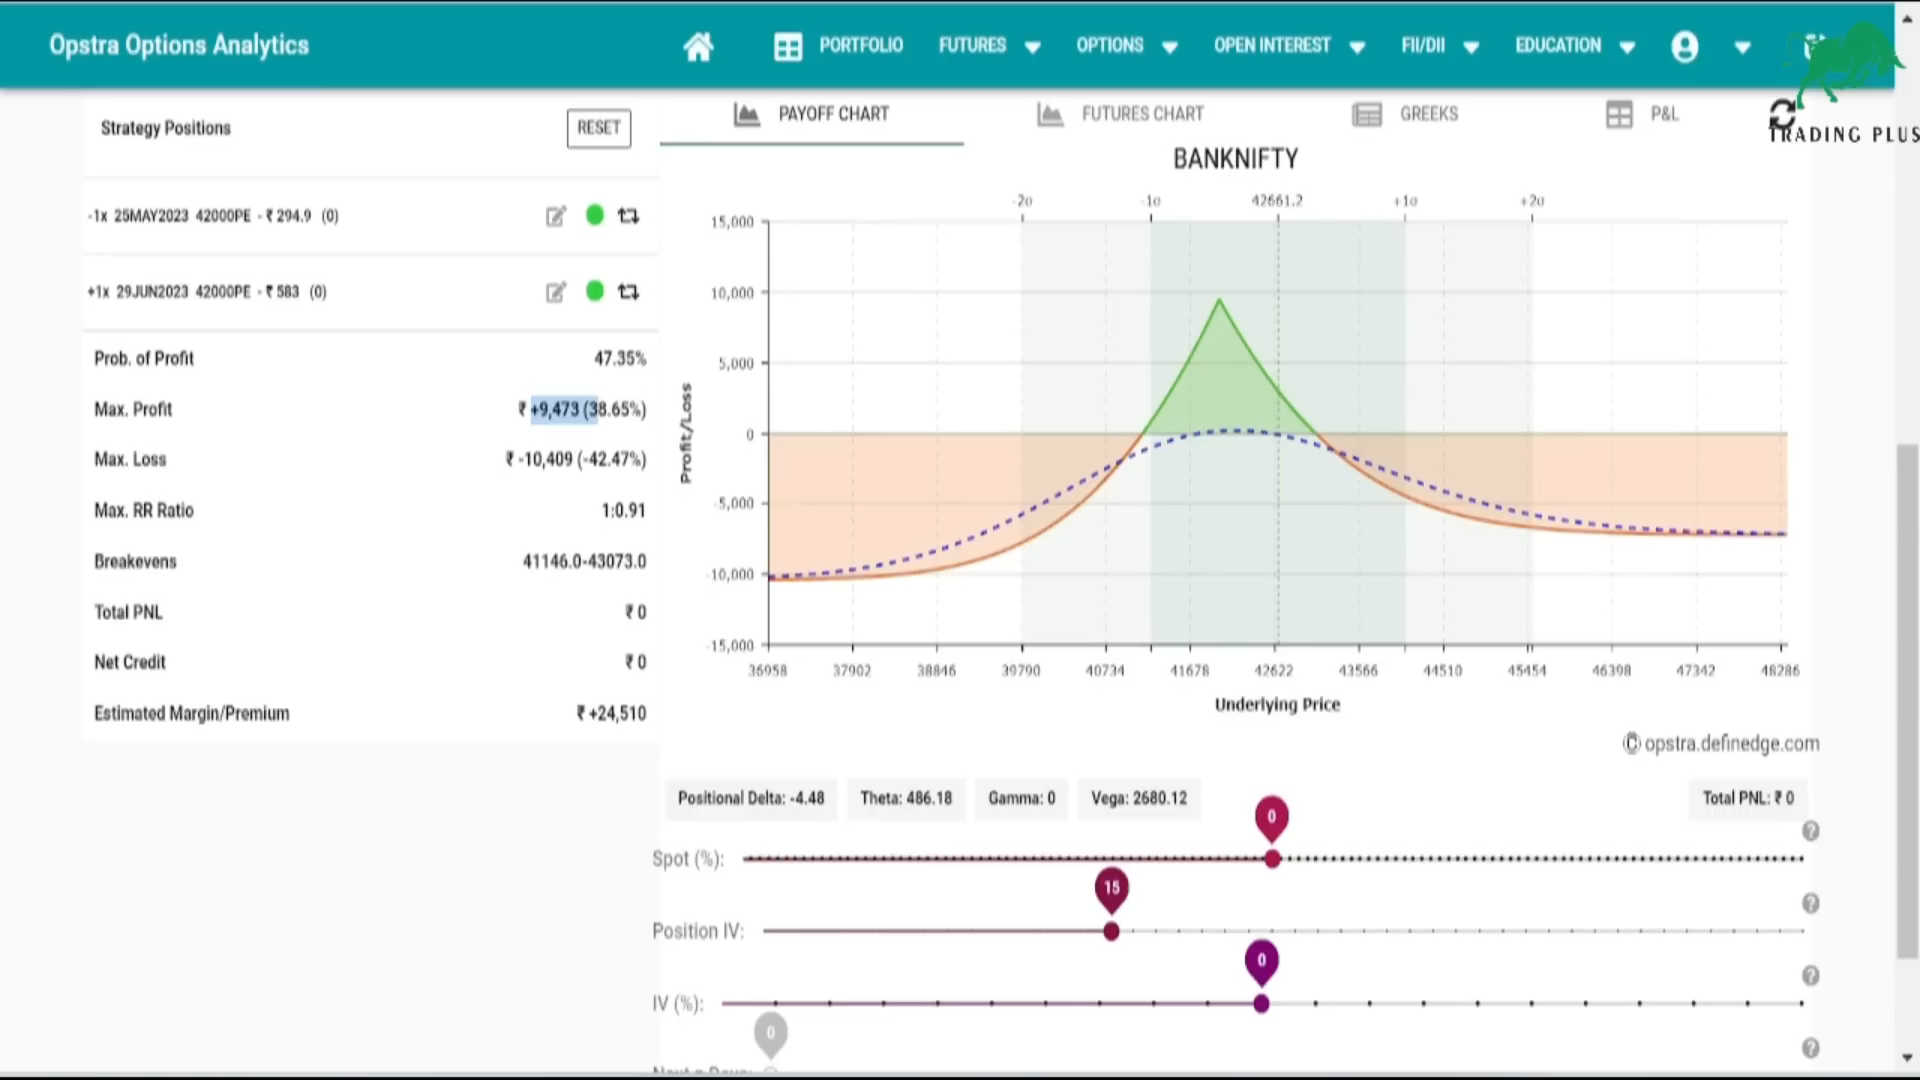 Opstra Options Analytics
PORTFOLIO FUTURES OPTIONS OPEN INTEREST FII/DII EDUCATION
TRADING PLUS
Strategy Positions RESET
PAYOFF CHART FUTURES CHART GREEKS P&L
BANKNIFTY
-1x 25MAY2023 42000PE - ₹ 294.9 (0)
+1x 29JUN2023 42000PE - ₹ 583 (0)
Prob. of Profit 47.35%
Max. Profit ₹ +9,473 (38.65%)
Max. Loss ₹ -10,409 (-42.47%)
Max. RR Ratio 1:0.91
Breakevens 41146.0-43073.0
Total PNL ₹ 0
Net Credit ₹ 0
Estimated Margin/Premium ₹ +24,510
-2σ -1σ 42661.2 +1σ +2σ
15,000
10,000
5,000
0
-5,000
-10,000
-15,000
Profit/Loss
36958 37902 38846 39790 40734 41678 42622 43566 44510 45454 46398 47342 48286
Underlying Price
© opstra.definedge.com
Positional Delta: -4.48 Theta: 486.18 Gamma: 0 Vega: 2680.12 Total PNL: ₹ 0
0
?
Spot (%):
15
?
Position IV:
0
?
IV (%):
0
?